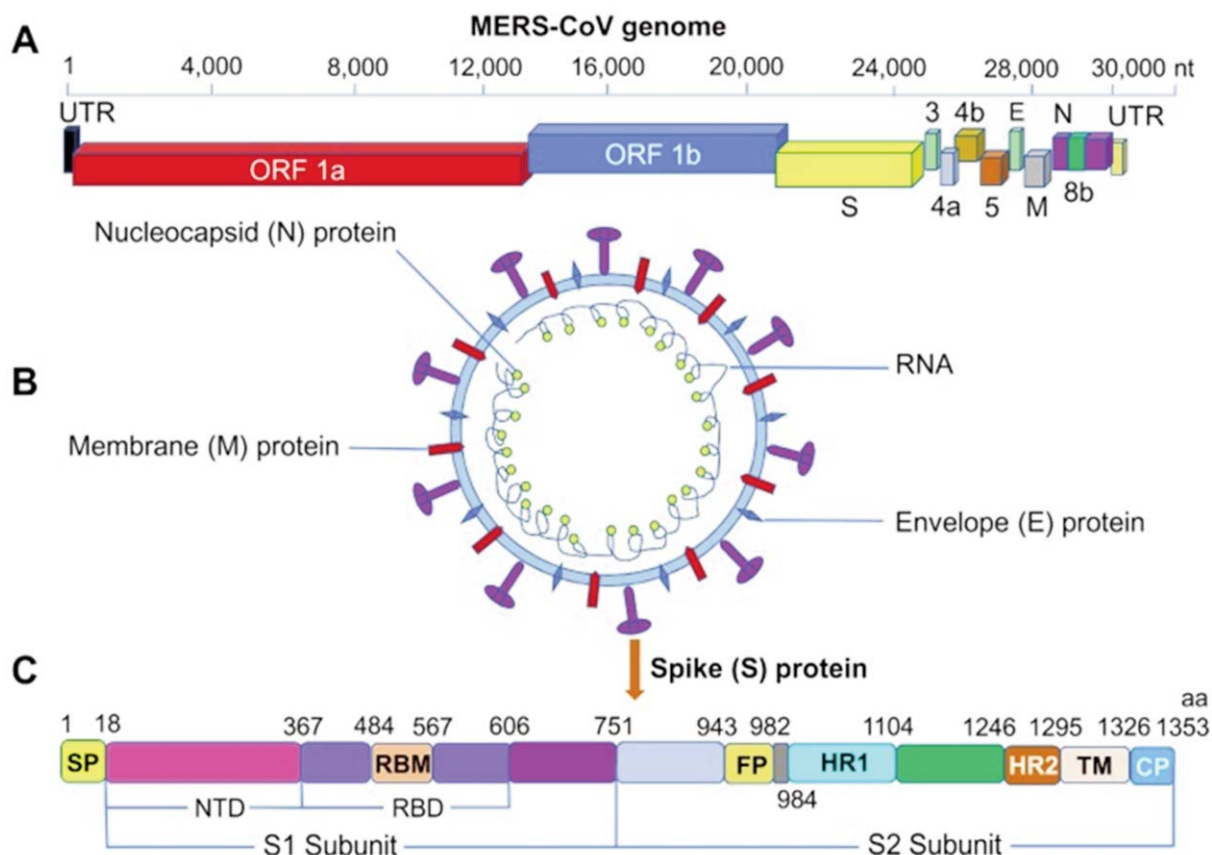 MERS-CoV genome
A
1 4,000 8,000 12,000 16,000 20,000 24,000 28,000 30,000 nt
UTR 3 4b E N UTR
ORF 1a ORF 1b
S 4a 5 M 8b
Nucleocapsid (N) protein
B
RNA
Membrane (M) protein
Envelope (E) protein
C
Spike (S) protein
aa
1 18 367 484 567 606 751 943 982 1104 1246 1295 1326 1353
SP RBM FP HR1 HR2 TM CP
984
NTD RBD
S1 Subunit S2 Subunit